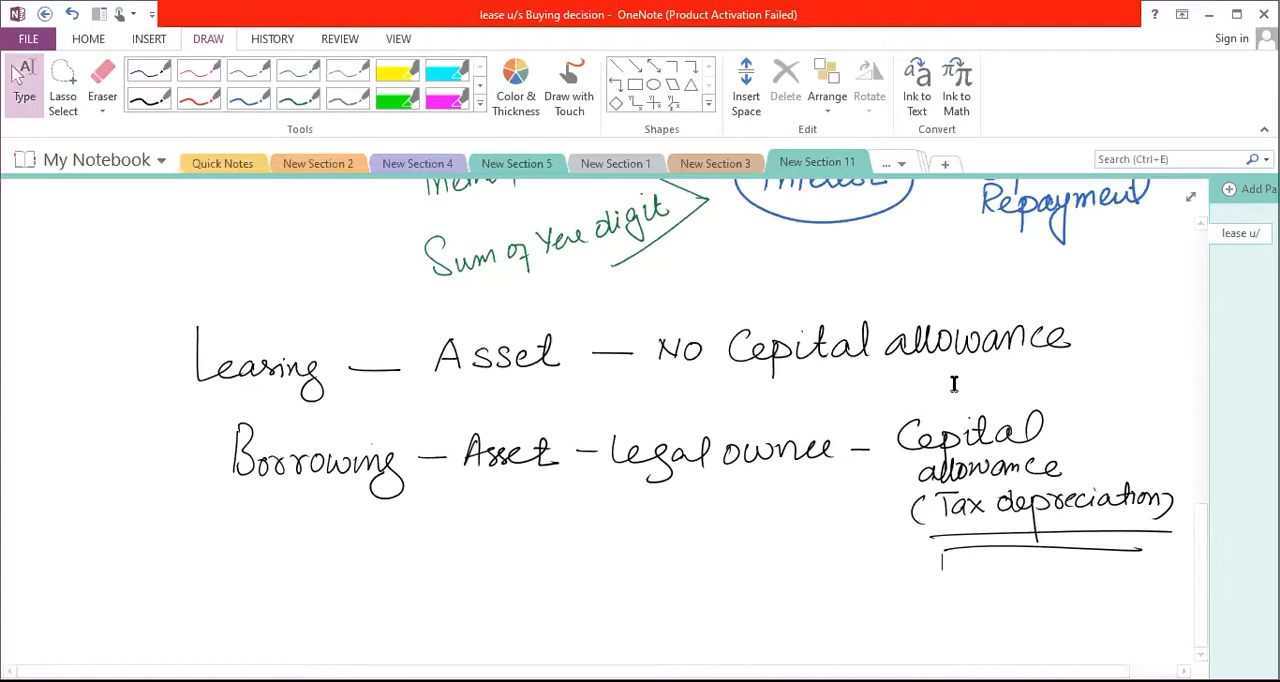 lease u/s Buying decision - OneNote (Product Activation Failed)
FILE HOME INSERT DRAW HISTORY REVIEW VIEW Sign in
Type
Lasso Select
Eraser
Color & Thickness
Draw with Touch
Insert Space
Delete
Arrange
Rotate
Ink to Text
Ink to Math
Tools Shapes Edit Convert
My Notebook Quick Notes New Section 2 New Section 4 New Section 5 New Section 1 New Section 3 New Section 11 ... + Search (Ctrl+E)
Add Pa
lease u/
Interest
Repayment
Sum of Year digit
Leasing — Asset — No Capital allowance
Borrowing — Asset — legal owner — Capital
allowance
(Tax depreciation)